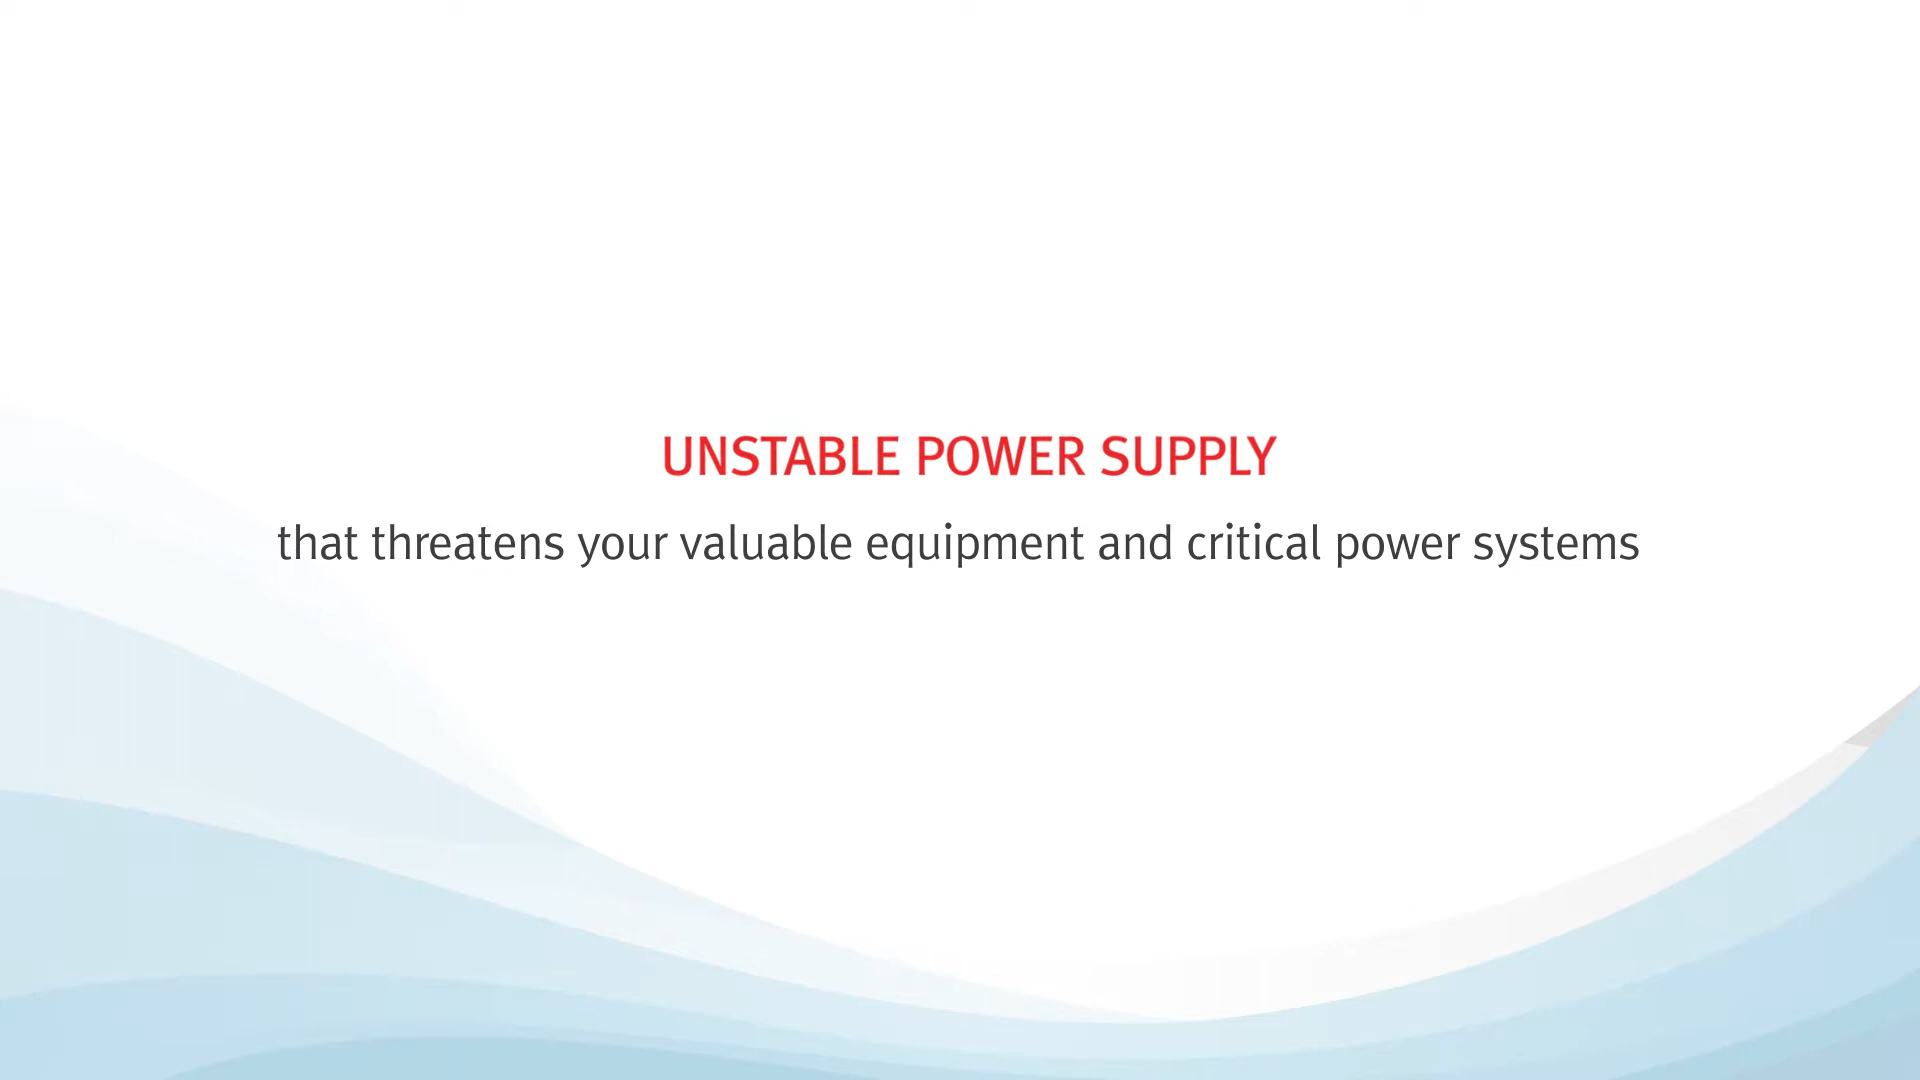 UNSTABLE POWER SUPPLY
that threatens your valuable equipment and critical power systems